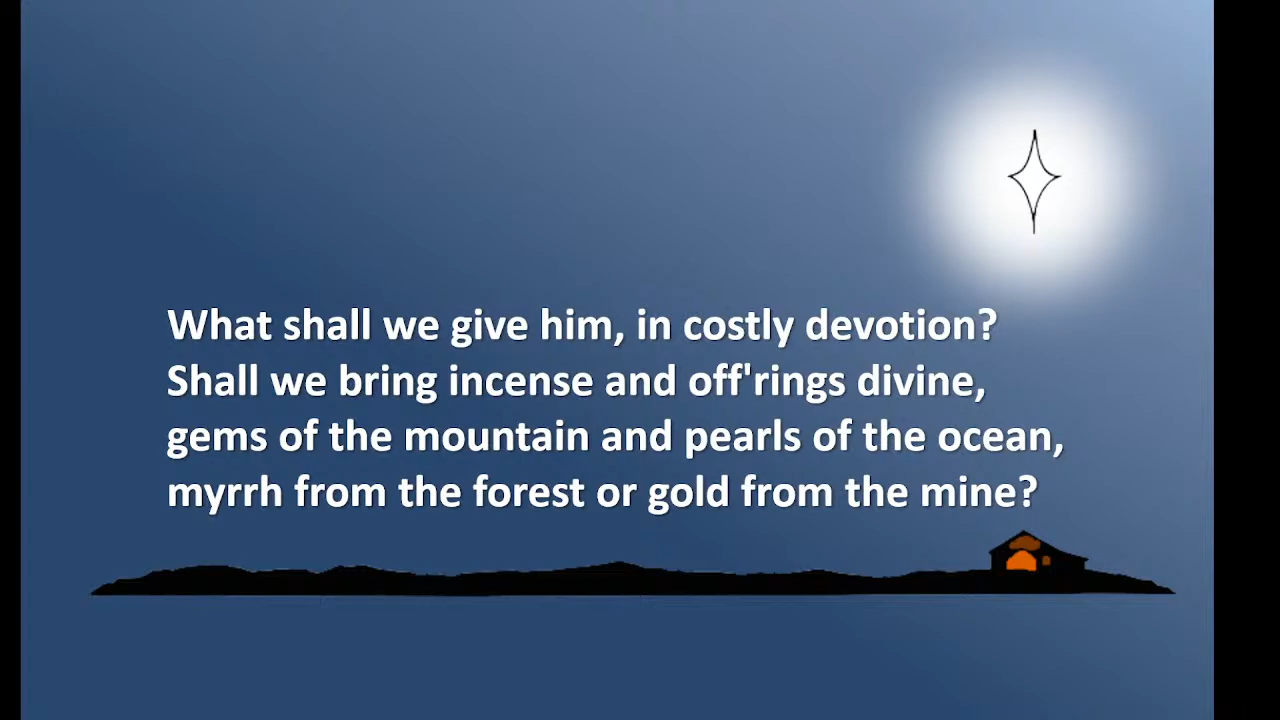 What shall we give him, in costly devotion?
Shall we bring incense and off'rings divine,
gems of the mountain and pearls of the ocean,
myrrh from the forest or gold from the mine?